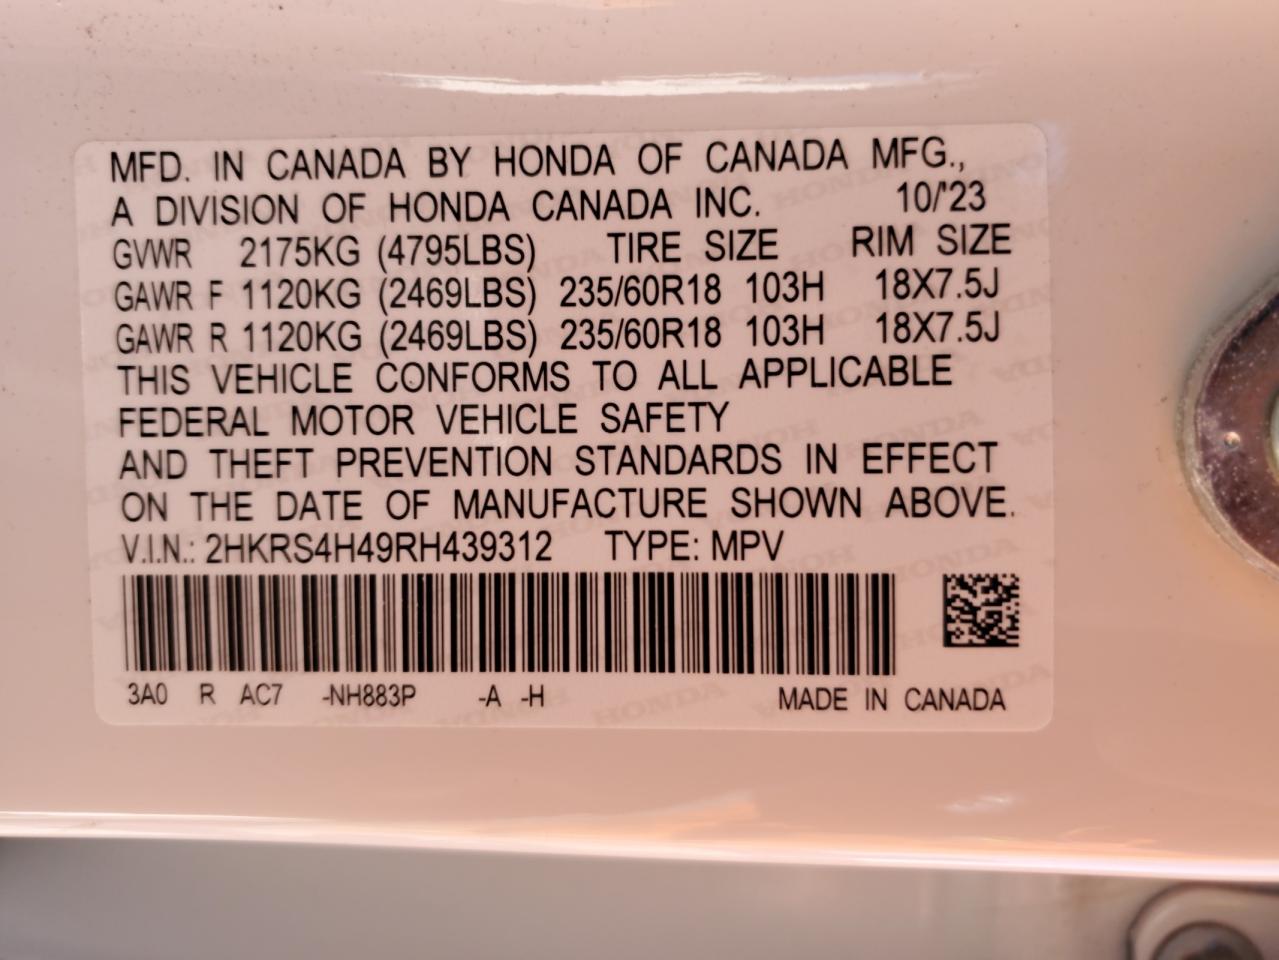 MFD. IN CANADA BY HONDA OF CANADA MFG.,
A DIVISION OF HONDA CANADA INC. 10/'23
GVWR 2175KG (4795LBS) TIRE SIZE RIM SIZE
GAWR F 1120KG (2469LBS) 235/60R18 103H 18X7.5J
GAWR R 1120KG (2469LBS) 235/60R18 103H 18X7.5J
THIS VEHICLE CONFORMS TO ALL APPLICABLE
FEDERAL MOTOR VEHICLE SAFETY
AND THEFT PREVENTION STANDARDS IN EFFECT
ON THE DATE OF MANUFACTURE SHOWN ABOVE.
V.I.N.: 2HKRS4H49RH439312 TYPE: MPV
3A0 R AC7 -NH883P -A -H MADE IN CANADA